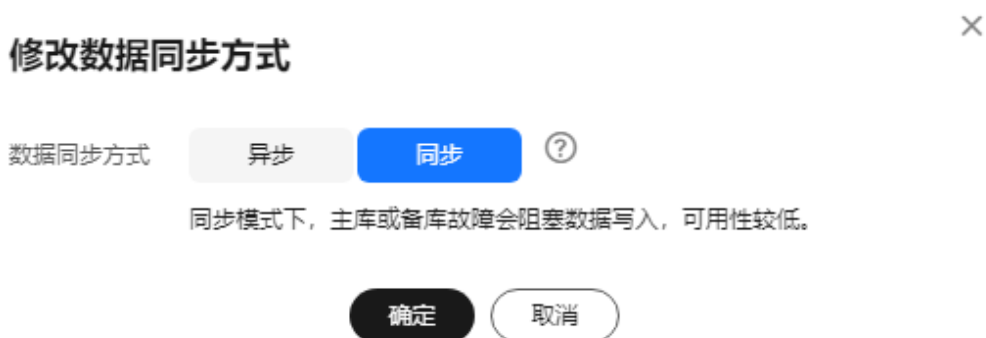 修改数据同步方式
数据同步方式 异步 同步 ?
同步模式下，主库或备库故障会阻塞数据写入，可用性较低。
确定 取消